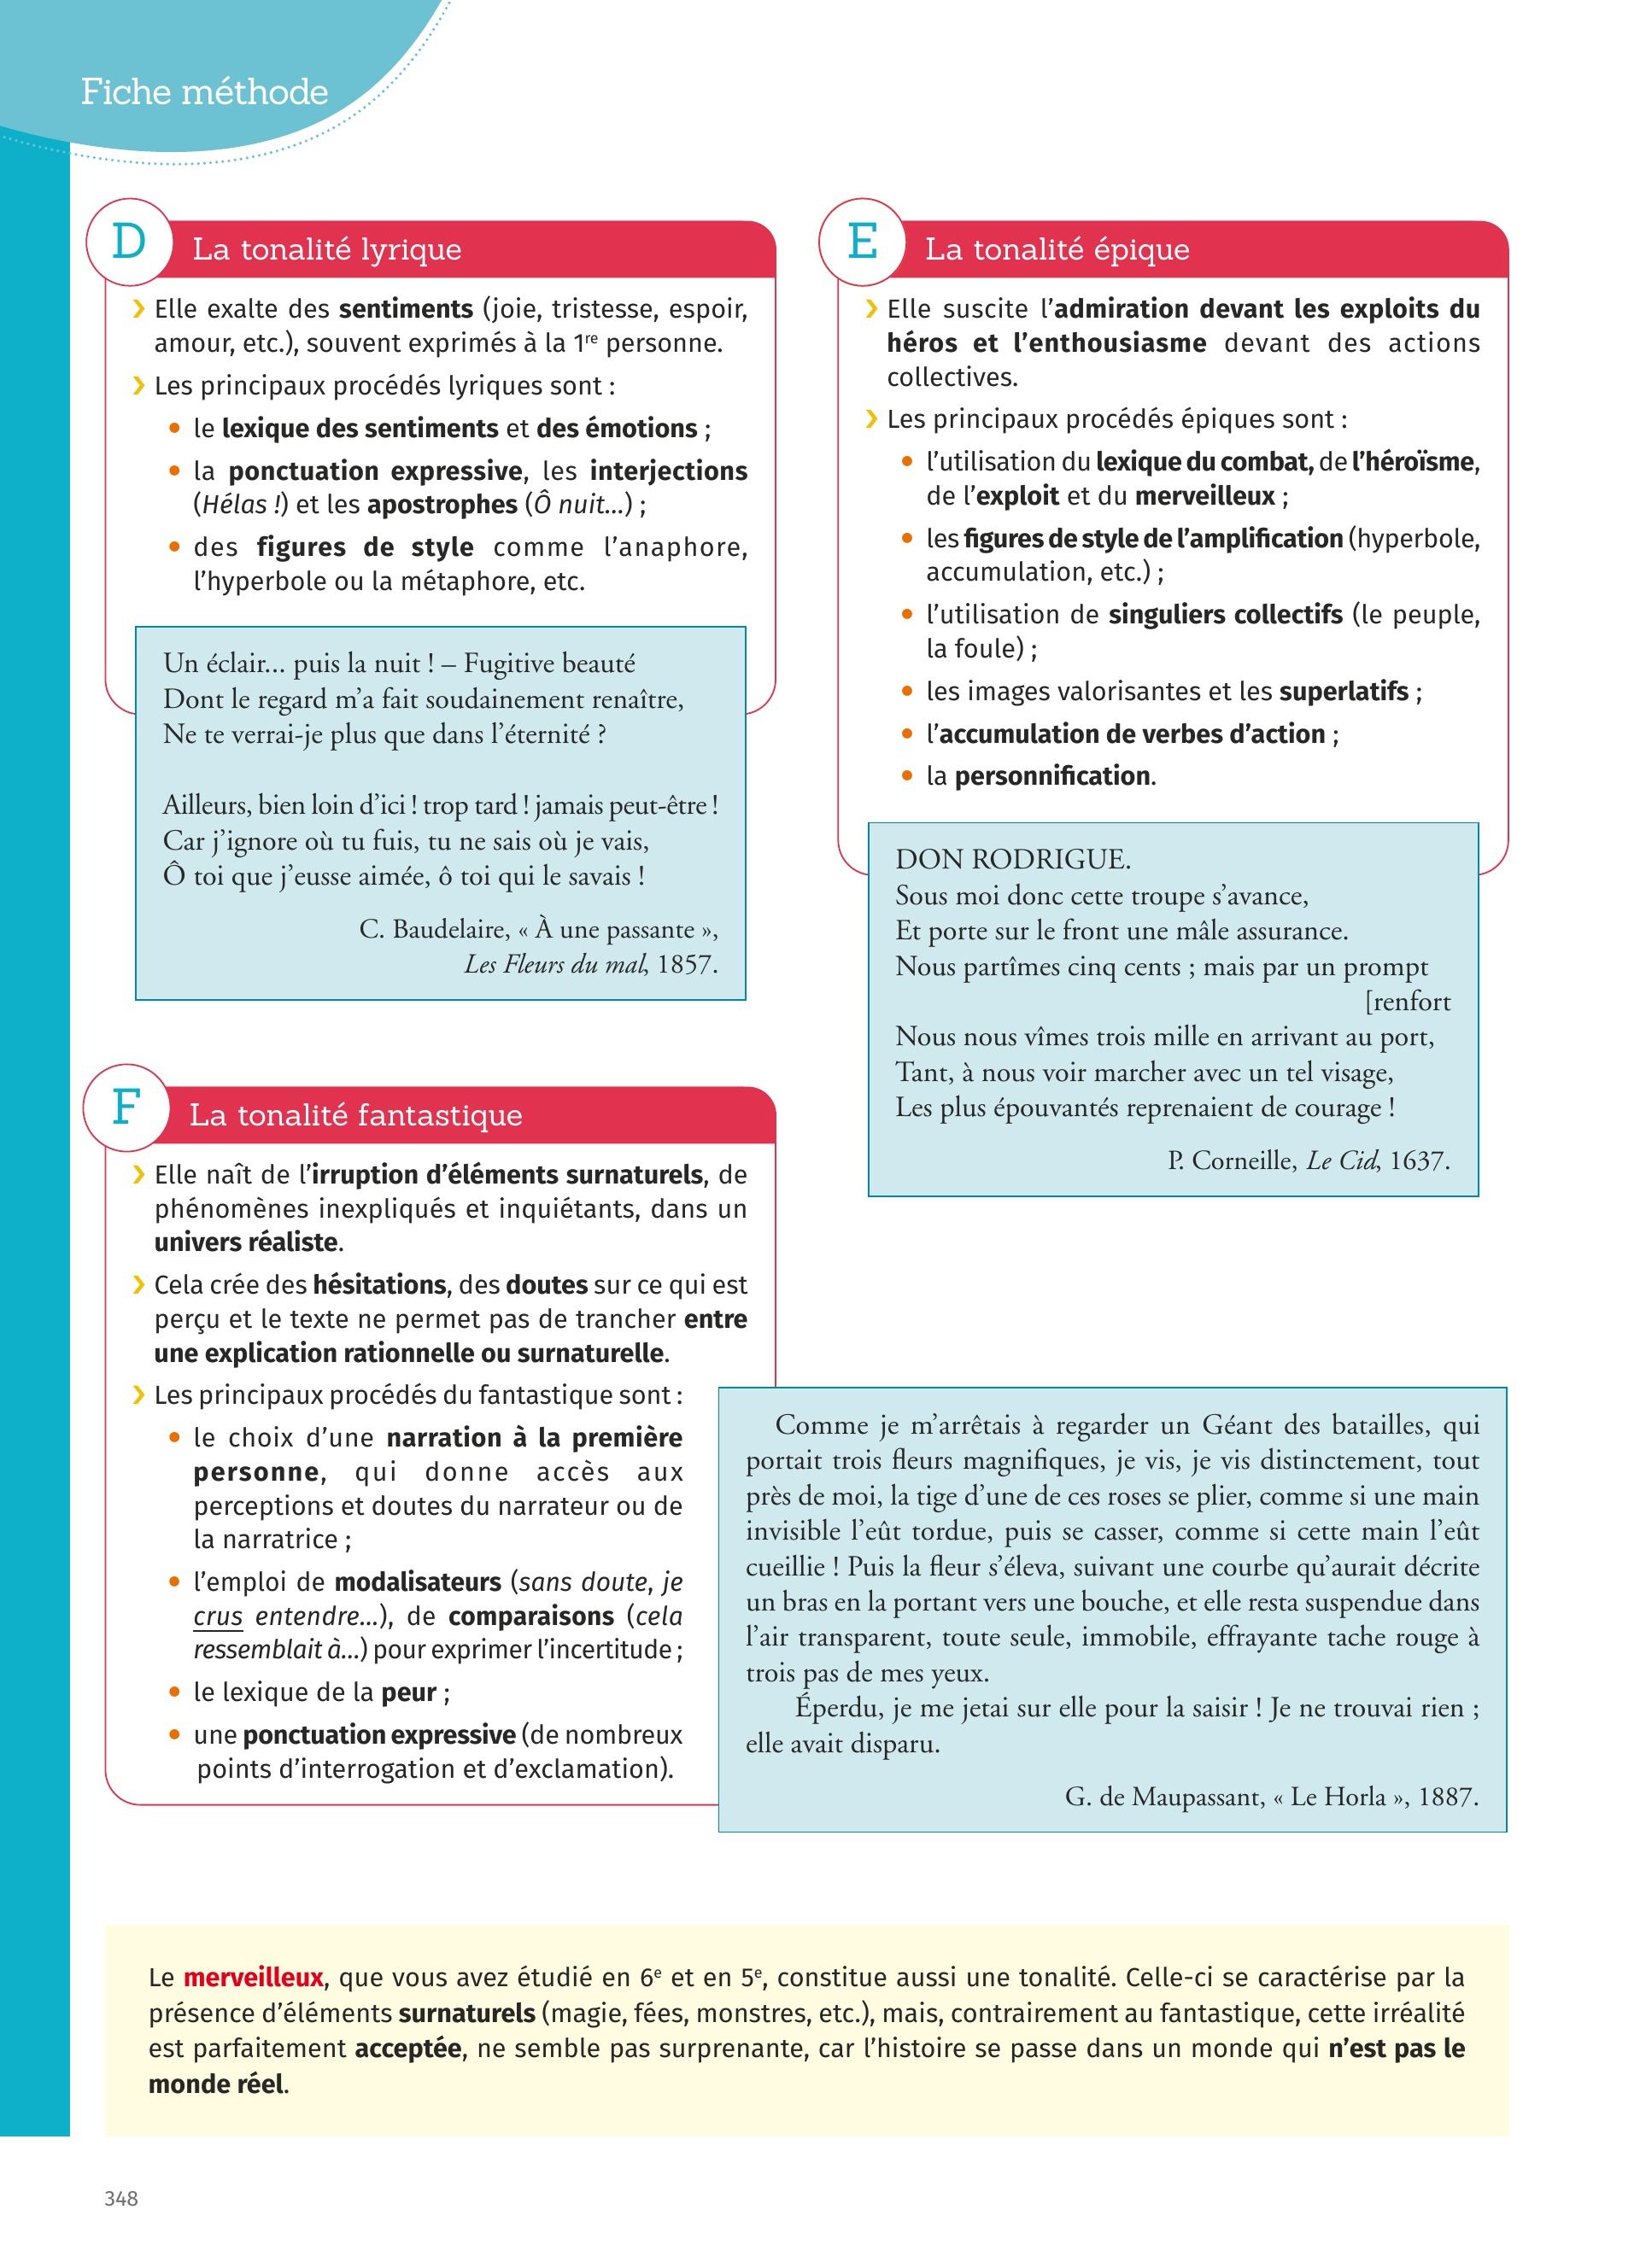 Fiche méthode
D
La tonalité lyrique
› Elle exalte des sentiments (joie, tristesse, espoir,
amour, etc.), souvent exprimés à la 1re personne.
› Les principaux procédés lyriques sont :
• le lexique des sentiments et des émotions ;
• la ponctuation expressive, les interjections
(Hélas !) et les apostrophes (Ô nuit…) ;
• des figures de style comme l’anaphore,
l’hyperbole ou la métaphore, etc.
Un éclair… puis la nuit ! – Fugitive beauté
Dont le regard m’a fait soudainement renaître,
Ne te verrai-je plus que dans l’éternité ?
Ailleurs, bien loin d’ici ! trop tard ! jamais peut-être !
Car j’ignore où tu fuis, tu ne sais où je vais,
Ô toi que j’eusse aimée, ô toi qui le savais !
C. Baudelaire, « À une passante »,
Les Fleurs du mal, 1857.
E
La tonalité épique
› Elle suscite l’admiration devant les exploits du
héros et l’enthousiasme devant des actions
collectives.
› Les principaux procédés épiques sont :
• l’utilisation du lexique du combat, de l’héroïsme,
de l’exploit et du merveilleux ;
• les figures de style de l’amplification (hyperbole,
accumulation, etc.) ;
• l’utilisation de singuliers collectifs (le peuple,
la foule) ;
• les images valorisantes et les superlatifs ;
• l’accumulation de verbes d’action ;
• la personnification.
DON RODRIGUE.
Sous moi donc cette troupe s’avance,
Et porte sur le front une mâle assurance.
Nous partîmes cinq cents ; mais par un prompt
[renfort
Nous nous vîmes trois mille en arrivant au port,
Tant, à nous voir marcher avec un tel visage,
Les plus épouvantés reprenaient de courage !
P. Corneille, Le Cid, 1637.
F
La tonalité fantastique
› Elle naît de l’irruption d’éléments surnaturels, de
phénomènes inexpliqués et inquiétants, dans un
univers réaliste.
› Cela crée des hésitations, des doutes sur ce qui est
perçu et le texte ne permet pas de trancher entre
une explication rationnelle ou surnaturelle.
› Les principaux procédés du fantastique sont :
• le choix d’une narration à la première
personne, qui donne accès aux
perceptions et doutes du narrateur ou de
la narratrice ;
• l’emploi de modalisateurs (sans doute, je
crus entendre…), de comparaisons (cela
ressemblait à…) pour exprimer l’incertitude ;
• le lexique de la peur ;
• une ponctuation expressive (de nombreux
points d’interrogation et d’exclamation).
Comme je m’arrêtais à regarder un Géant des batailles, qui
portait trois fleurs magnifiques, je vis, je vis distinctement, tout
près de moi, la tige d’une de ces roses se plier, comme si une main
invisible l’eût tordue, puis se casser, comme si cette main l’eût
cueillie ! Puis la fleur s’éleva, suivant une courbe qu’aurait décrite
un bras en la portant vers une bouche, et elle resta suspendue dans
l’air transparent, toute seule, immobile, effrayante tache rouge à
trois pas de mes yeux.
Éperdu, je me jetai sur elle pour la saisir ! Je ne trouvai rien ;
elle avait disparu.
G. de Maupassant, « Le Horla », 1887.
Le merveilleux, que vous avez étudié en 6e et en 5e, constitue aussi une tonalité. Celle-ci se caractérise par la
présence d’éléments surnaturels (magie, fées, monstres, etc.), mais, contrairement au fantastique, cette irréalité
est parfaitement acceptée, ne semble pas surprenante, car l’histoire se passe dans un monde qui n’est pas le
monde réel.
348